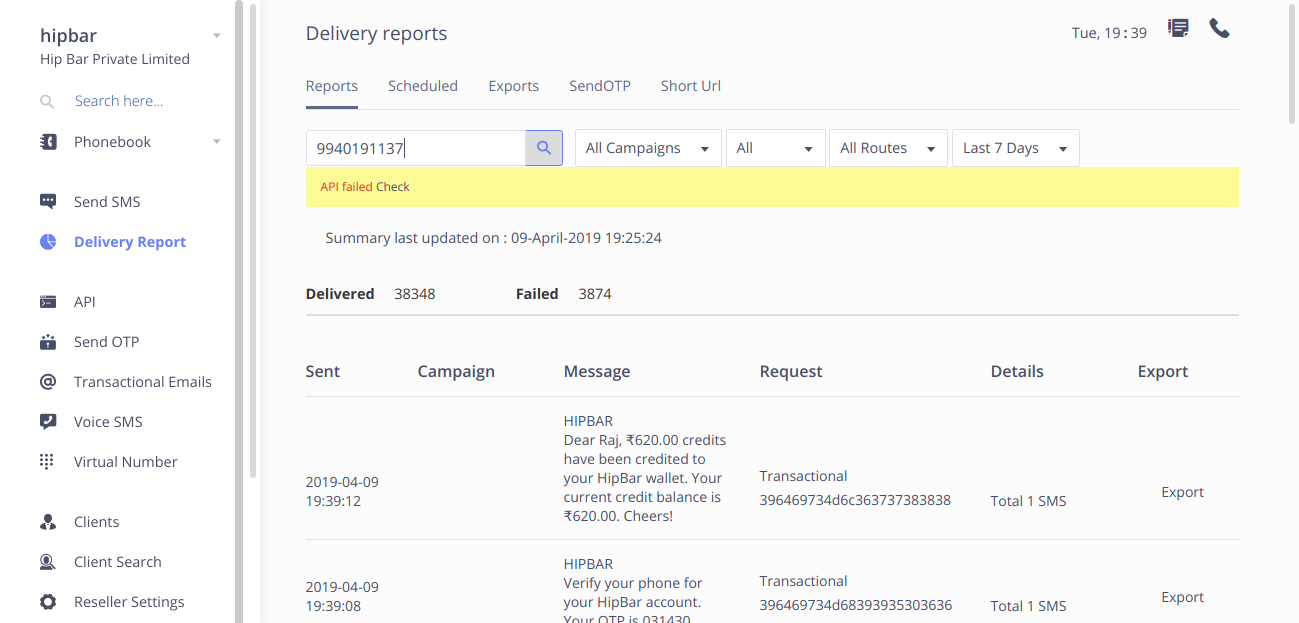 hipbar
Hip Bar Private Limited
Search here...
Phonebook
Send SMS
Delivery Report
API
Send OTP
Transactional Emails
Voice SMS
Virtual Number
Clients
Client Search
Reseller Settings
Delivery reports
Tue, 19:39
Reports Scheduled Exports SendOTP Short Url
9940191137 All Campaigns All All Routes Last 7 Days
API failed Check
Summary last updated on : 09-April-2019 19:25:24
Delivered 38348 Failed 3874
Sent Campaign Message Request Details Export
2019-04-09
19:39:12
HIPBAR
Dear Raj, ₹620.00 credits
have been credited to
your HipBar wallet. Your
current credit balance is
₹620.00. Cheers!
Transactional
396469734d6c363737383838
Total 1 SMS
Export
2019-04-09
19:39:08
HIPBAR
Verify your phone for
your HipBar account.
Your OTP is 031430
Transactional
396469734d68393935303636
Total 1 SMS
Export